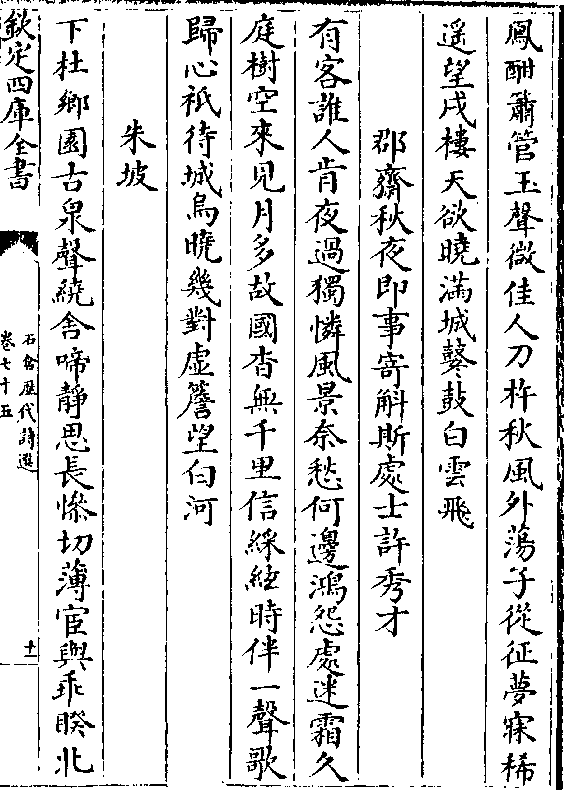 鳳酣簫管玉聲微佳人刀杵秋風外蕩子從征夢寐稀
遥望戍樓天欲曉滿城鼕鼓白雲飛
郡齋秋夜即事寄斛斯處士許秀才
有客誰人肯夜過獨憐風景奈愁何邊鴻怨處迷霜久
庭樹空來見月多故國杳無千里信綵絃時伴一聲歌
歸心祗待城烏曉幾對虚簷望白河
朱坡
下杜鄉園古泉聲繞舍啼靜思長慘切薄宦與乖睽北
欽定四庫全書
石倉歷代詩選
卷七十五
十一